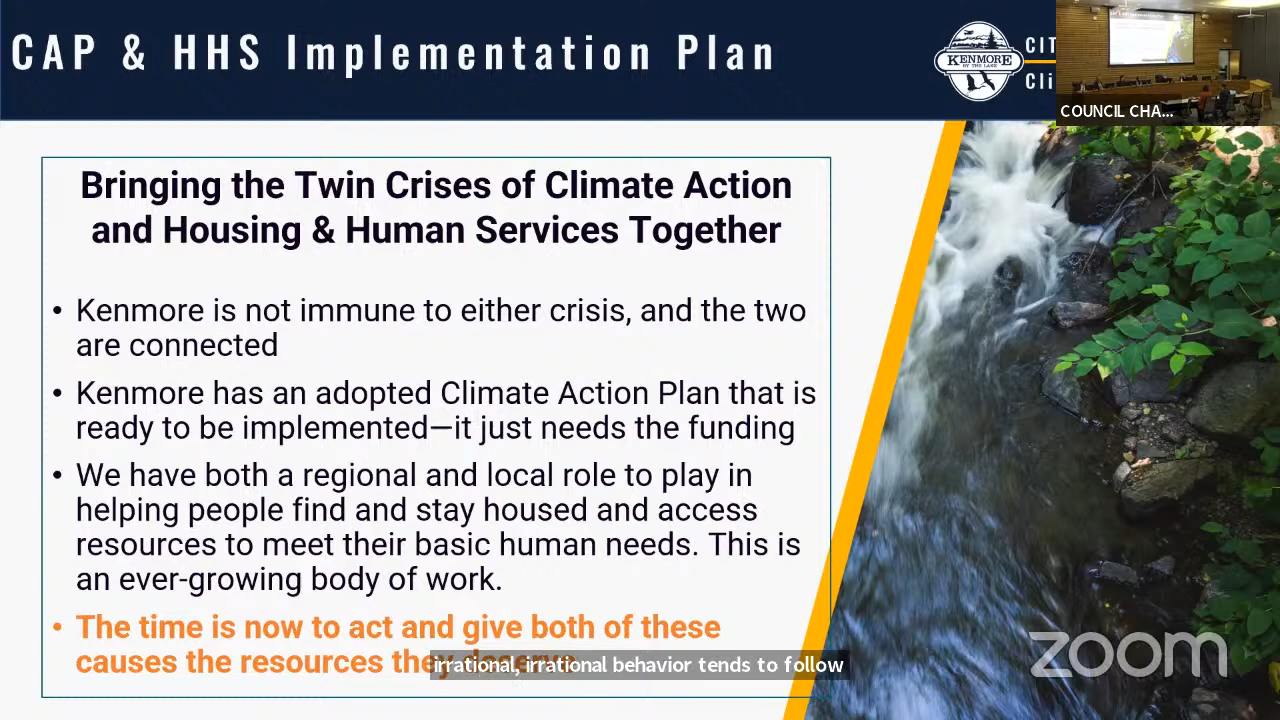 CAP & HHS Implementation Plan
KENMORE
BY THE LAKE
CIT
Cli
COUNCIL CHA...
Bringing the Twin Crises of Climate Action
and Housing & Human Services Together
• Kenmore is not immune to either crisis, and the two
are connected
• Kenmore has an adopted Climate Action Plan that is
ready to be implemented—it just needs the funding
• We have both a regional and local role to play in
helping people find and stay housed and access
resources to meet their basic human needs. This is
an ever-growing body of work.
• The time is now to act and give both of these
causes the resources they
irrational, irrational behavior tends to follow
zoom